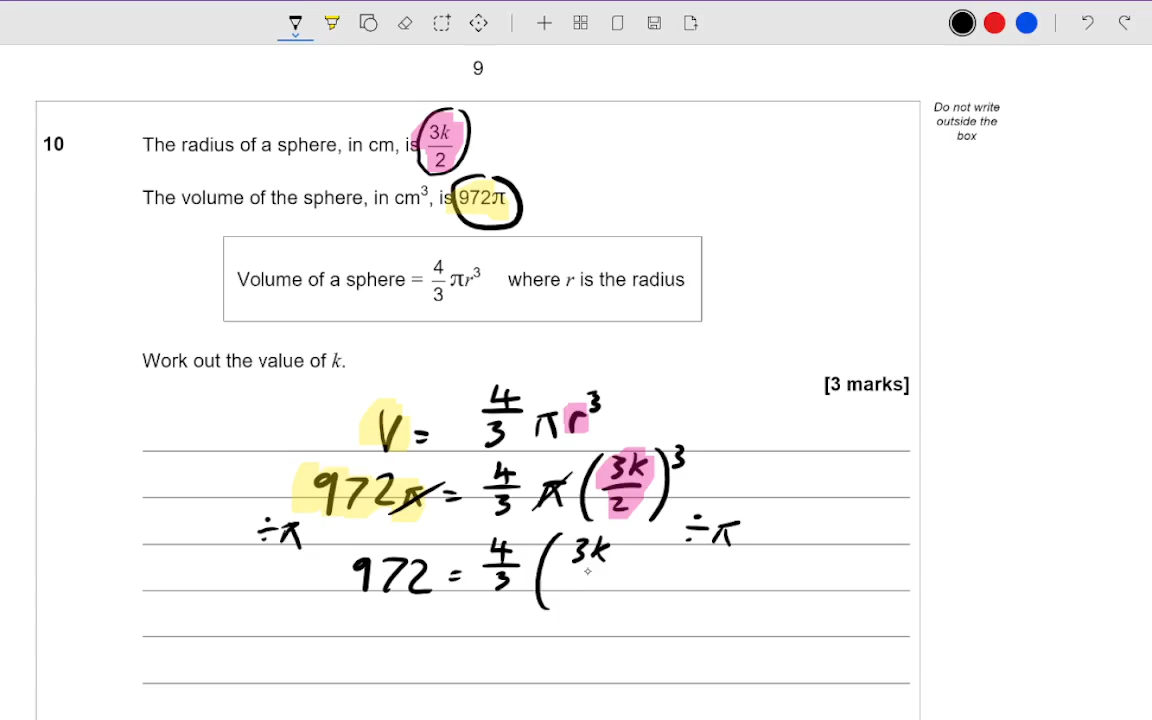 9
Do not write
outside the
box
10 The radius of a sphere, in cm, is 3k/2
The volume of the sphere, in cm³, is 972π
Volume of a sphere = 4/3 πr³ where r is the radius
Work out the value of k.
[3 marks]
V = 4/3 π r³
972π = 4/3 π (3k/2)³
÷π ÷π
972 = 4/3 ( 3k